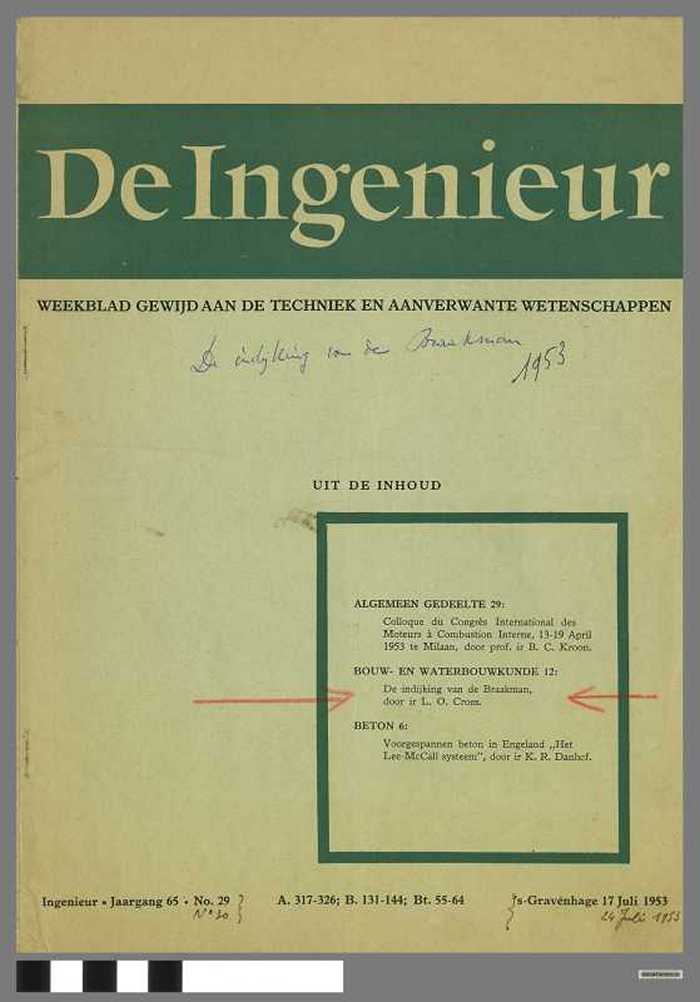 De Ingenieur
WEEKBLAD GEWIJD AAN DE TECHNIEK EN AANVERWANTE WETENSCHAPPEN
De indijking van de Braakman
1953
UIT DE INHOUD
ALGEMEEN GEDEELTE 29:
Colloque du Congrès International des
Moteurs à Combustion Interne, 13-19 April
1953 te Milaan, door prof. ir B. C. Kroon.
BOUW- EN WATERBOUWKUNDE 12:
De indijking van de Braakman,
door ir L. O. Crom.
BETON 6:
Voorgespannen beton in Engeland „Het
Lee-McCall systeem”, door ir K. R. Danhof.
Ingenieur • Jaargang 65 • No. 29 A. 317-326; B. 131-144; Bt. 55-64 's-Gravenhage 17 Juli 1953
N° 30 24 Juli 1953